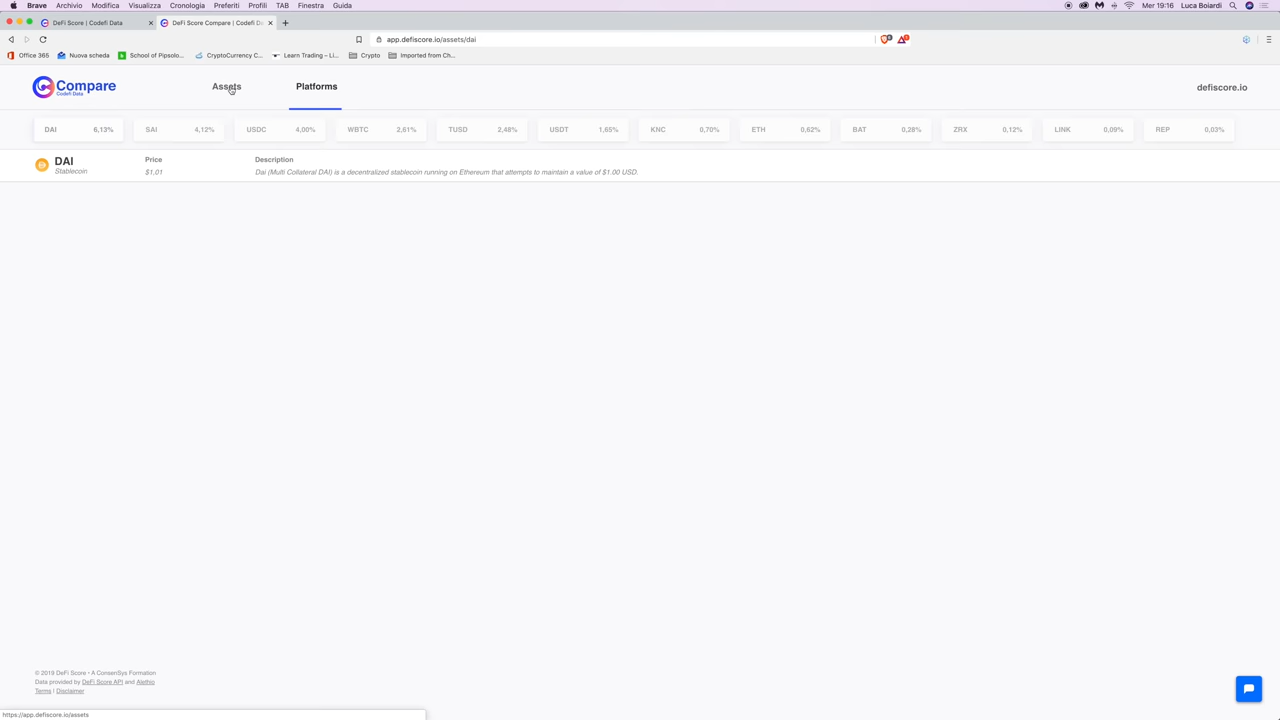 Brave Archivio Modifica Visualizza Cronologia Preferiti Profili TAB Finestra Guida Mer 19:16 Luca Boiardi
DeFi Score | Codefi Data DeFi Score Compare | Codefi D
app.defiscore.io/assets/dai
Office 365 Nuova scheda School of Pipsolo... CryptoCurrency C... Learn Trading – Li... Crypto Imported from Ch...
Compare
Codefi Data
Assets Platforms defiscore.io
DAI 6,13% SAI 4,12% USDC 4,00% WBTC 2,61% TUSD 2,48% USDT 1,65% KNC 0,70% ETH 0,62% BAT 0,28% ZRX 0,12% LINK 0,09% REP 0,03%
DAI Price Description
Stablecoin $1,01 Dai (Multi Collateral DAI) is a decentralized stablecoin running on Ethereum that attempts to maintain a value of $1.00 USD.
© 2019 DeFi Score • A ConsenSys Formation
Data provided by DeFi Score API and Alethio
Terms | Disclaimer
https://app.defiscore.io/assets